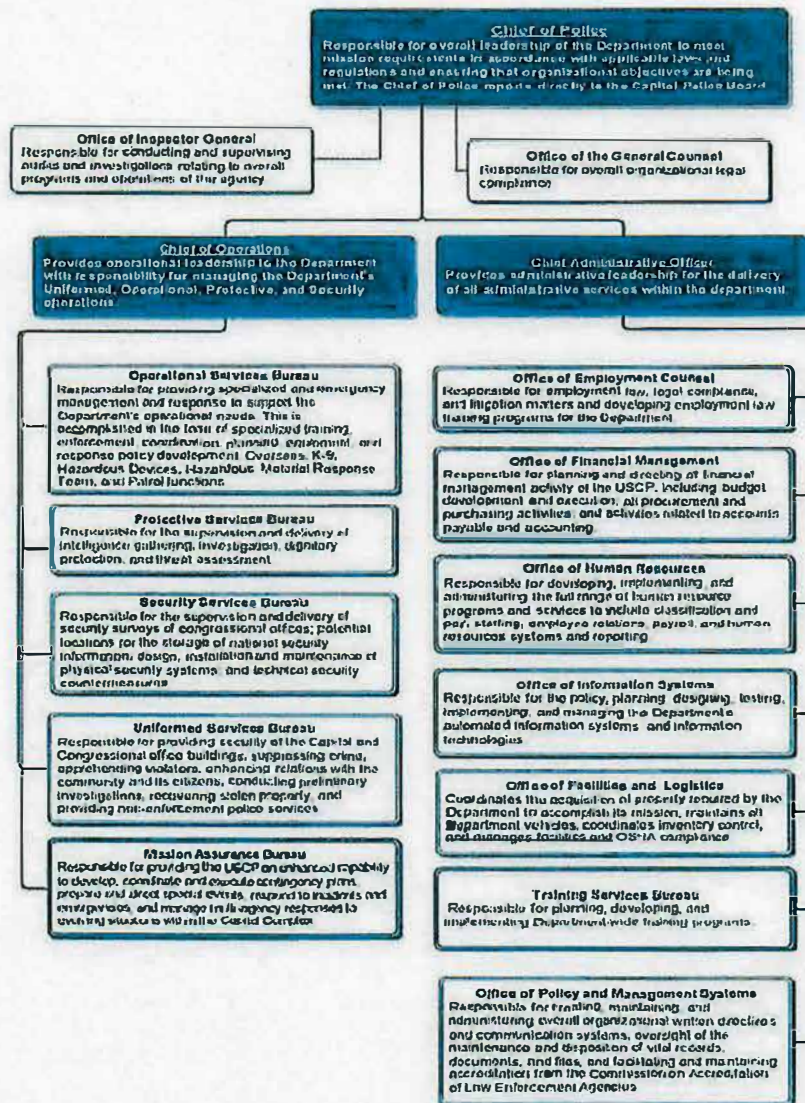 Chief of Police
Responsible for overall leadership of the Department to meet
mission requirements in accordance with applicable laws and
regulations and ensuring that organizational objectives are being
met. The Chief of Police reports directly to the Capitol Police Board
Office of Inspector General
Responsible for conducting and supervising
audits and investigations relating to overall
programs and operations of the agency
Office of the General Counsel
Responsible for overall organizational legal
compliance
Chief of Operations
Provides operational leadership to the Department
with responsibility for managing the Department's
Uniformed, Operational, Protective, and Security
operations.
Chief Administrative Officer
Provides administrative leadership for the delivery
of all administrative services within the department
Operational Services Bureau
Responsible for providing specialized and emergency
management and response to support the
Department's operational needs. This is
accomplished in the form of specialized training,
enforcement, coordination, planning, equipment, and
response policy development. Oversees, K-9,
Hazardous Devices, Hazardous Material Response
Team, and Patrol functions
Protective Services Bureau
Responsible for the supervision and delivery of
intelligence gathering, investigation, dignitary
protection, and threat assessment
Security Services Bureau
Responsible for the supervision and delivery of
security surveys of congressional offices; potential
locations for the storage of national security
information; design, installation and maintenance of
physical security systems; and technical security
countermeasures
Uniformed Services Bureau
Responsible for providing security of the Capitol and
Congressional office buildings, suppressing crime,
apprehending violators, enhancing relations with the
community and its citizens, conducting preliminary
investigations, recovering stolen property, and
providing non-enforcement police services
Mission Assurance Bureau
Responsible for providing the USCP an enhanced capability
to develop, coordinate and execute contingency plans,
prepare and direct special events, respond to incidents and
emergencies, and manage multi-agency responses to
evolving situations within the Capitol Complex
Office of Employment Counsel
Responsible for employment law, legal compliance,
and litigation matters and developing employment law
training programs for the Department
Office of Financial Management
Responsible for planning and directing all financial
management activity of the USCP, including budget
development and execution, all procurement and
purchasing activities, and activities related to accounts
payable and accounting.
Office of Human Resources
Responsible for developing, implementing, and
administering the full range of human resource
programs and services to include classification and
pay, staffing, employee relations, payroll, and human
resources systems and reporting
Office of Information Systems
Responsible for the policy, planning, designing, testing,
implementing, and managing the Department's
automated information systems, and information
technologies
Office of Facilities and Logistics
Coordinates the acquisition of property required by the
Department to accomplish its mission, maintains all
Department vehicles, coordinates inventory control,
and manages facilities and OSHA compliance
Training Services Bureau
Responsible for planning, developing, and
implementing Department-wide training programs.
Office of Policy and Management Systems
Responsible for creating, maintaining, and
administering overall organizational written directives
and communication systems, oversight of the
maintenance and disposition of vital records,
documents, and files, and facilitating and maintaining
accreditation from the Commission on Accreditation
of Law Enforcement Agencies